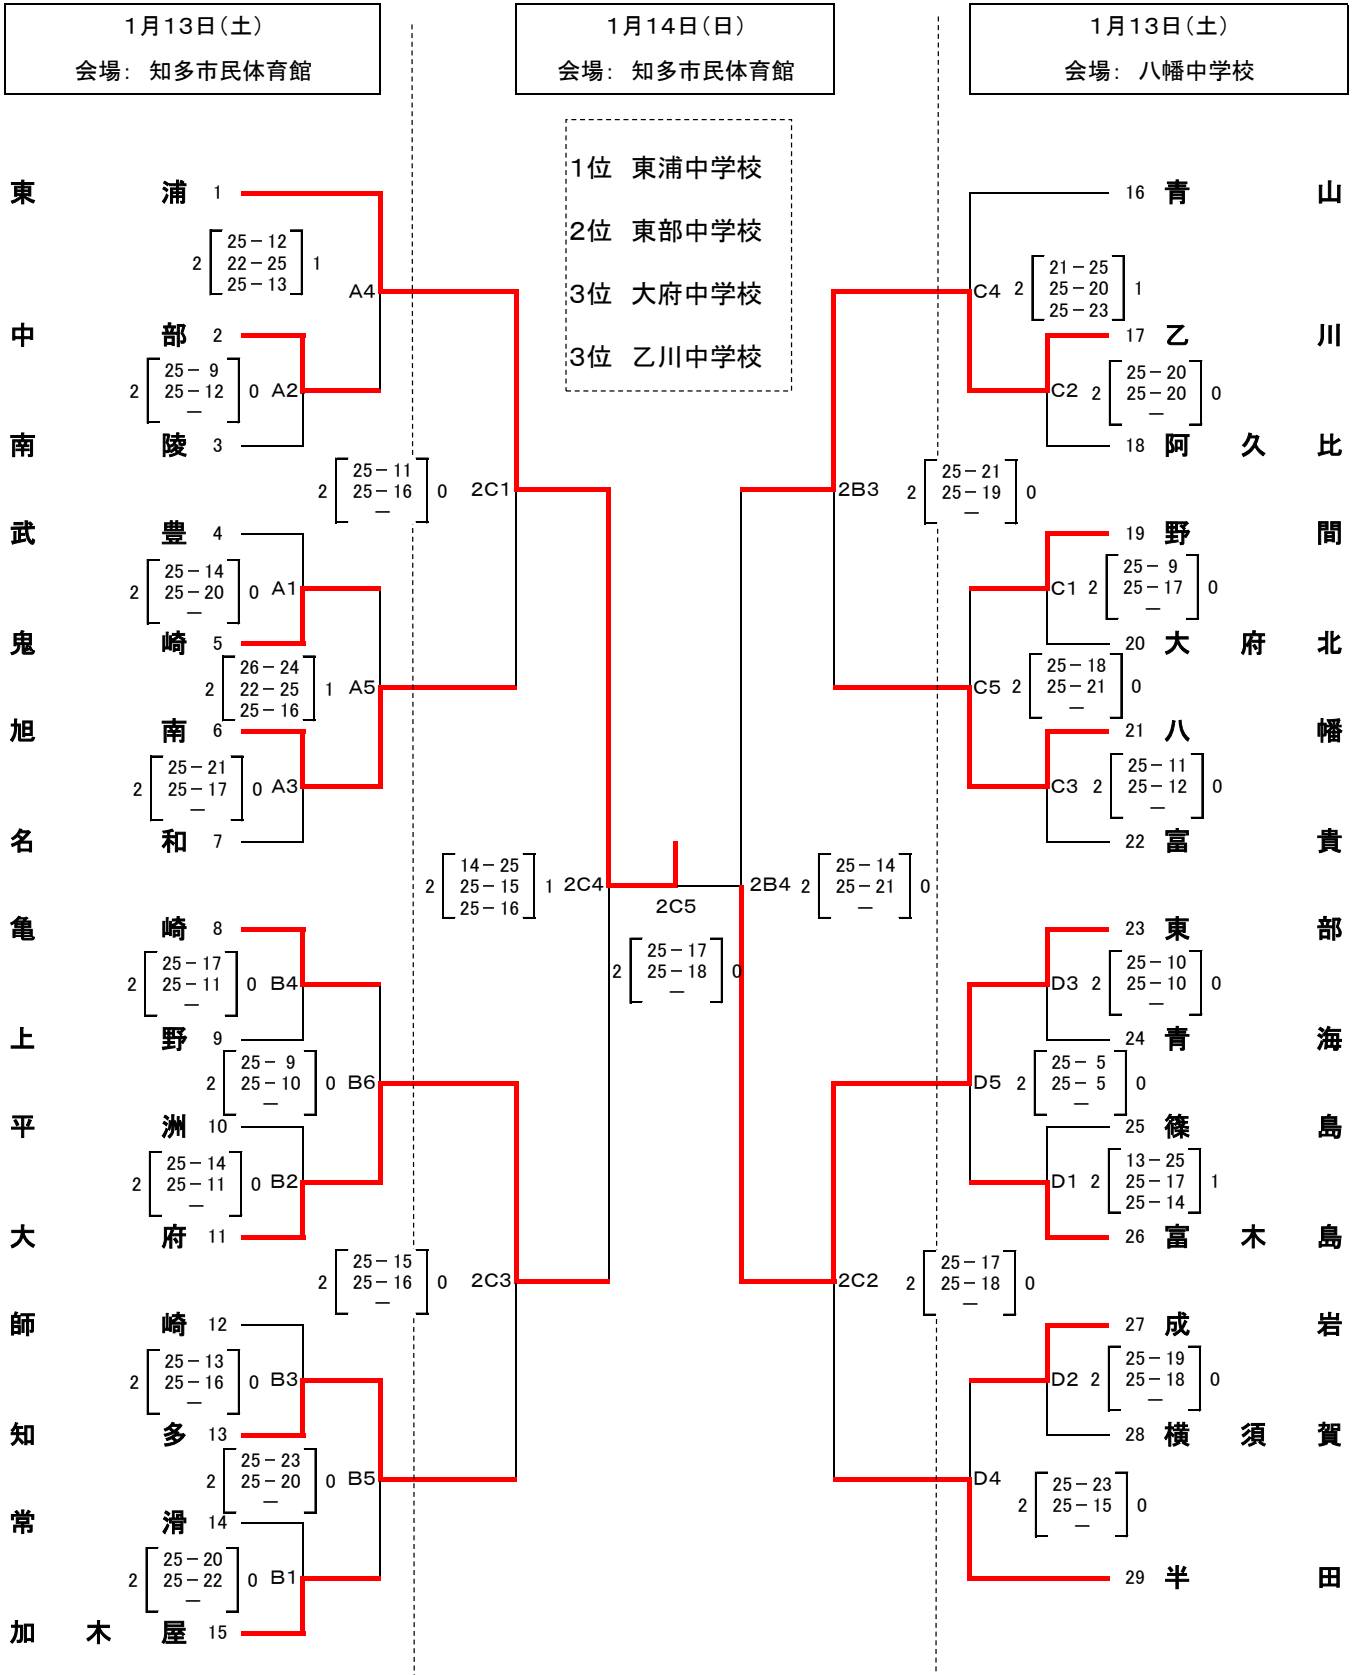 1月13日(土)
会場: 知多市民体育館
1月14日(日)
会場: 知多市民体育館
1月13日(土)
会場: 八幡中学校
1位 東浦中学校
2位 東部中学校
3位 大府中学校
3位 乙川中学校
東浦 1
2 25-12 1
22-25
25-13
A4
中部 2
2 25-9 0 A2
25-12
—
南陵 3
2 25-11 0 2C1
25-16
—
武豊 4
2 25-14 0 A1
25-20
—
鬼崎 5
2 26-24 1 A5
22-25
25-16
旭南 6
2 25-21 0 A3
25-17
—
名和 7
2 14-25 1 2C4
25-15
25-16
亀崎 8
2 25-17 0 B4
25-11
—
上野 9
2 25-9 0 B6
25-10
—
平洲 10
2 25-14 0 B2
25-11
—
大府 11
2 25-15 0 2C3
25-16
—
師崎 12
2 25-13 0 B3
25-16
—
知多 13
2 25-23 0 B5
25-20
—
常滑 14
2 25-20 0 B1
25-22
—
加木屋 15
2C5
2 25-17 0
25-18
—
16 青山
C4 2 21-25 1
25-20
25-23
17 乙川
C2 2 25-20 0
25-20
—
18 阿久比
2B3 2 25-21 0
25-19
—
19 野間
C1 2 25-9 0
25-17
—
20 大府北
C5 2 25-18 0
25-21
—
21 八幡
C3 2 25-11 0
25-12
—
22 富貴
2B4 2 25-14 0
25-21
—
23 東部
D3 2 25-10 0
25-10
—
24 青海
D5 2 25-5 0
25-5
—
25 篠島
D1 2 13-25 1
25-17
25-14
26 富木島
2C2 2 25-17 0
25-18
—
27 成岩
D2 2 25-19 0
25-18
—
28 横須賀
D4
2 25-23 0
25-15
—
29 半田